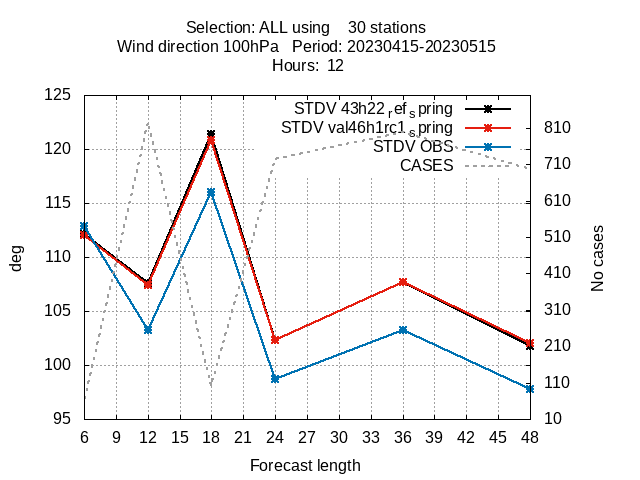 Selection: ALL using 30 stations
Wind direction 100hPa Period: 20230415-20230515
Hours: 12
STDV 43h22_ref_spring
STDV val46h1rc1_spring
STDV OBS
CASES
125
120
115
110
105
100
95
810
710
610
510
410
310
210
110
10
deg
No cases
6 9 12 15 18 21 24 27 30 33 36 39 42 45 48
Forecast length